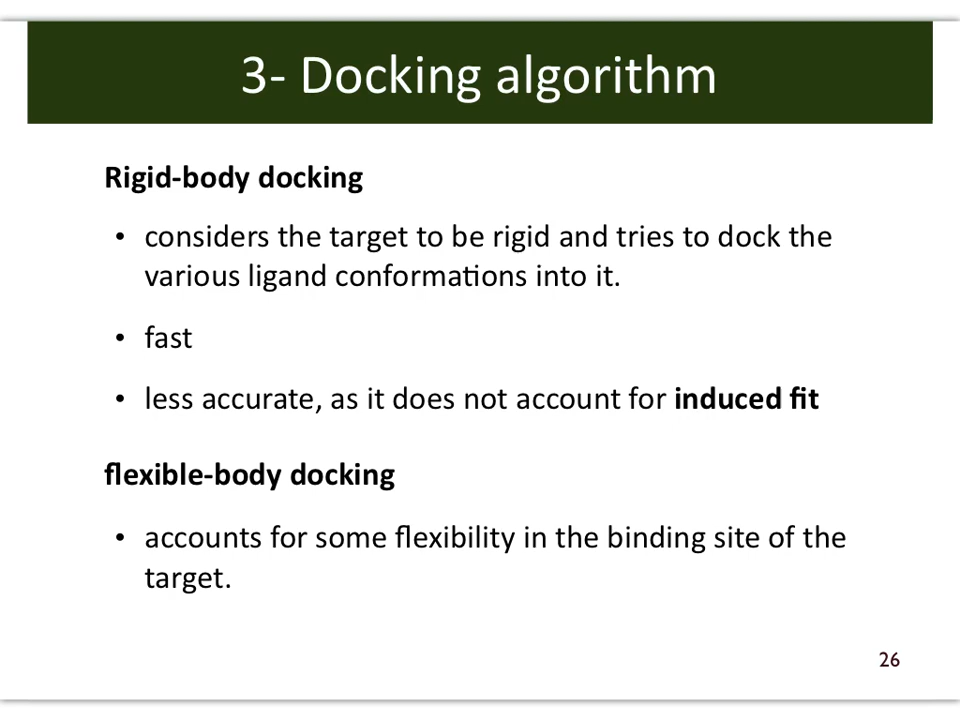 3- Docking algorithm
Rigid-body docking
• considers the target to be rigid and tries to dock the
various ligand conformations into it.
• fast
• less accurate, as it does not account for induced fit
flexible-body docking
• accounts for some flexibility in the binding site of the
target.
26